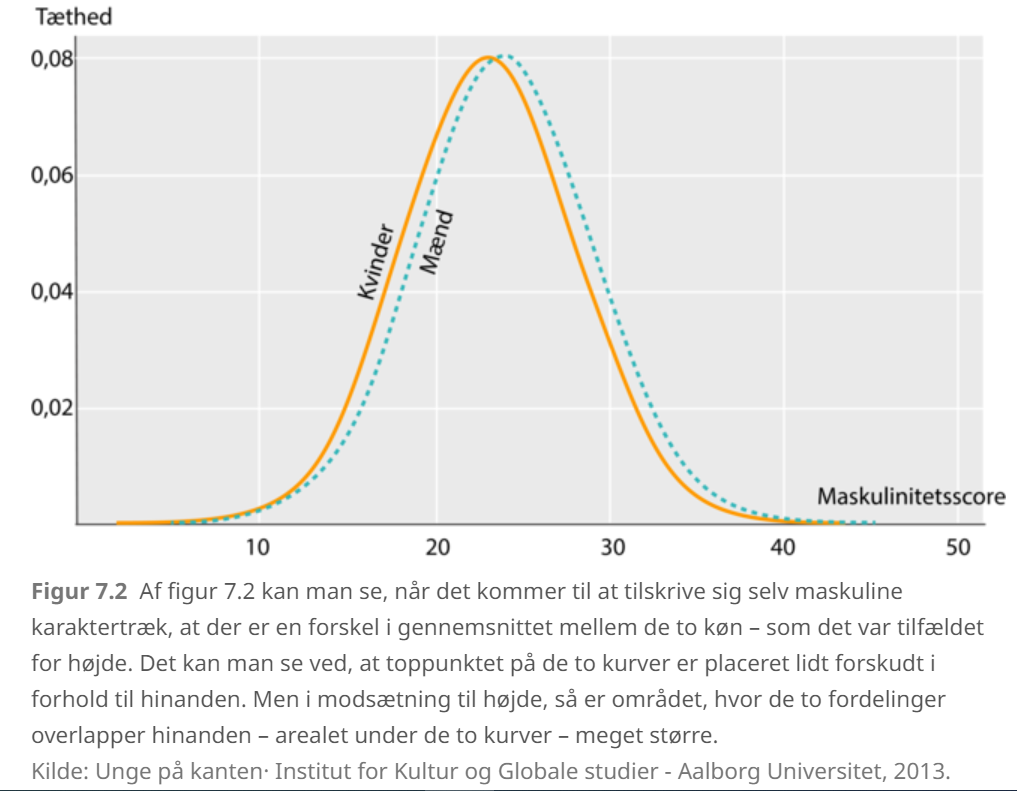 Tæthed
0,08
0,06
0,04
0,02
Kvinder
Mænd
Maskulinitetsscore
10 20 30 40 50
Figur 7.2 Af figur 7.2 kan man se, når det kommer til at tilskrive sig selv maskuline
karaktertræk, at der er en forskel i gennemsnittet mellem de to køn – som det var tilfældet
for højde. Det kan man se ved, at toppunktet på de to kurver er placeret lidt forskudt i
forhold til hinanden. Men i modsætning til højde, så er området, hvor de to fordelinger
overlapper hinanden – arealet under de to kurver – meget større.
Kilde: Unge på kanten· Institut for Kultur og Globale studier - Aalborg Universitet, 2013.